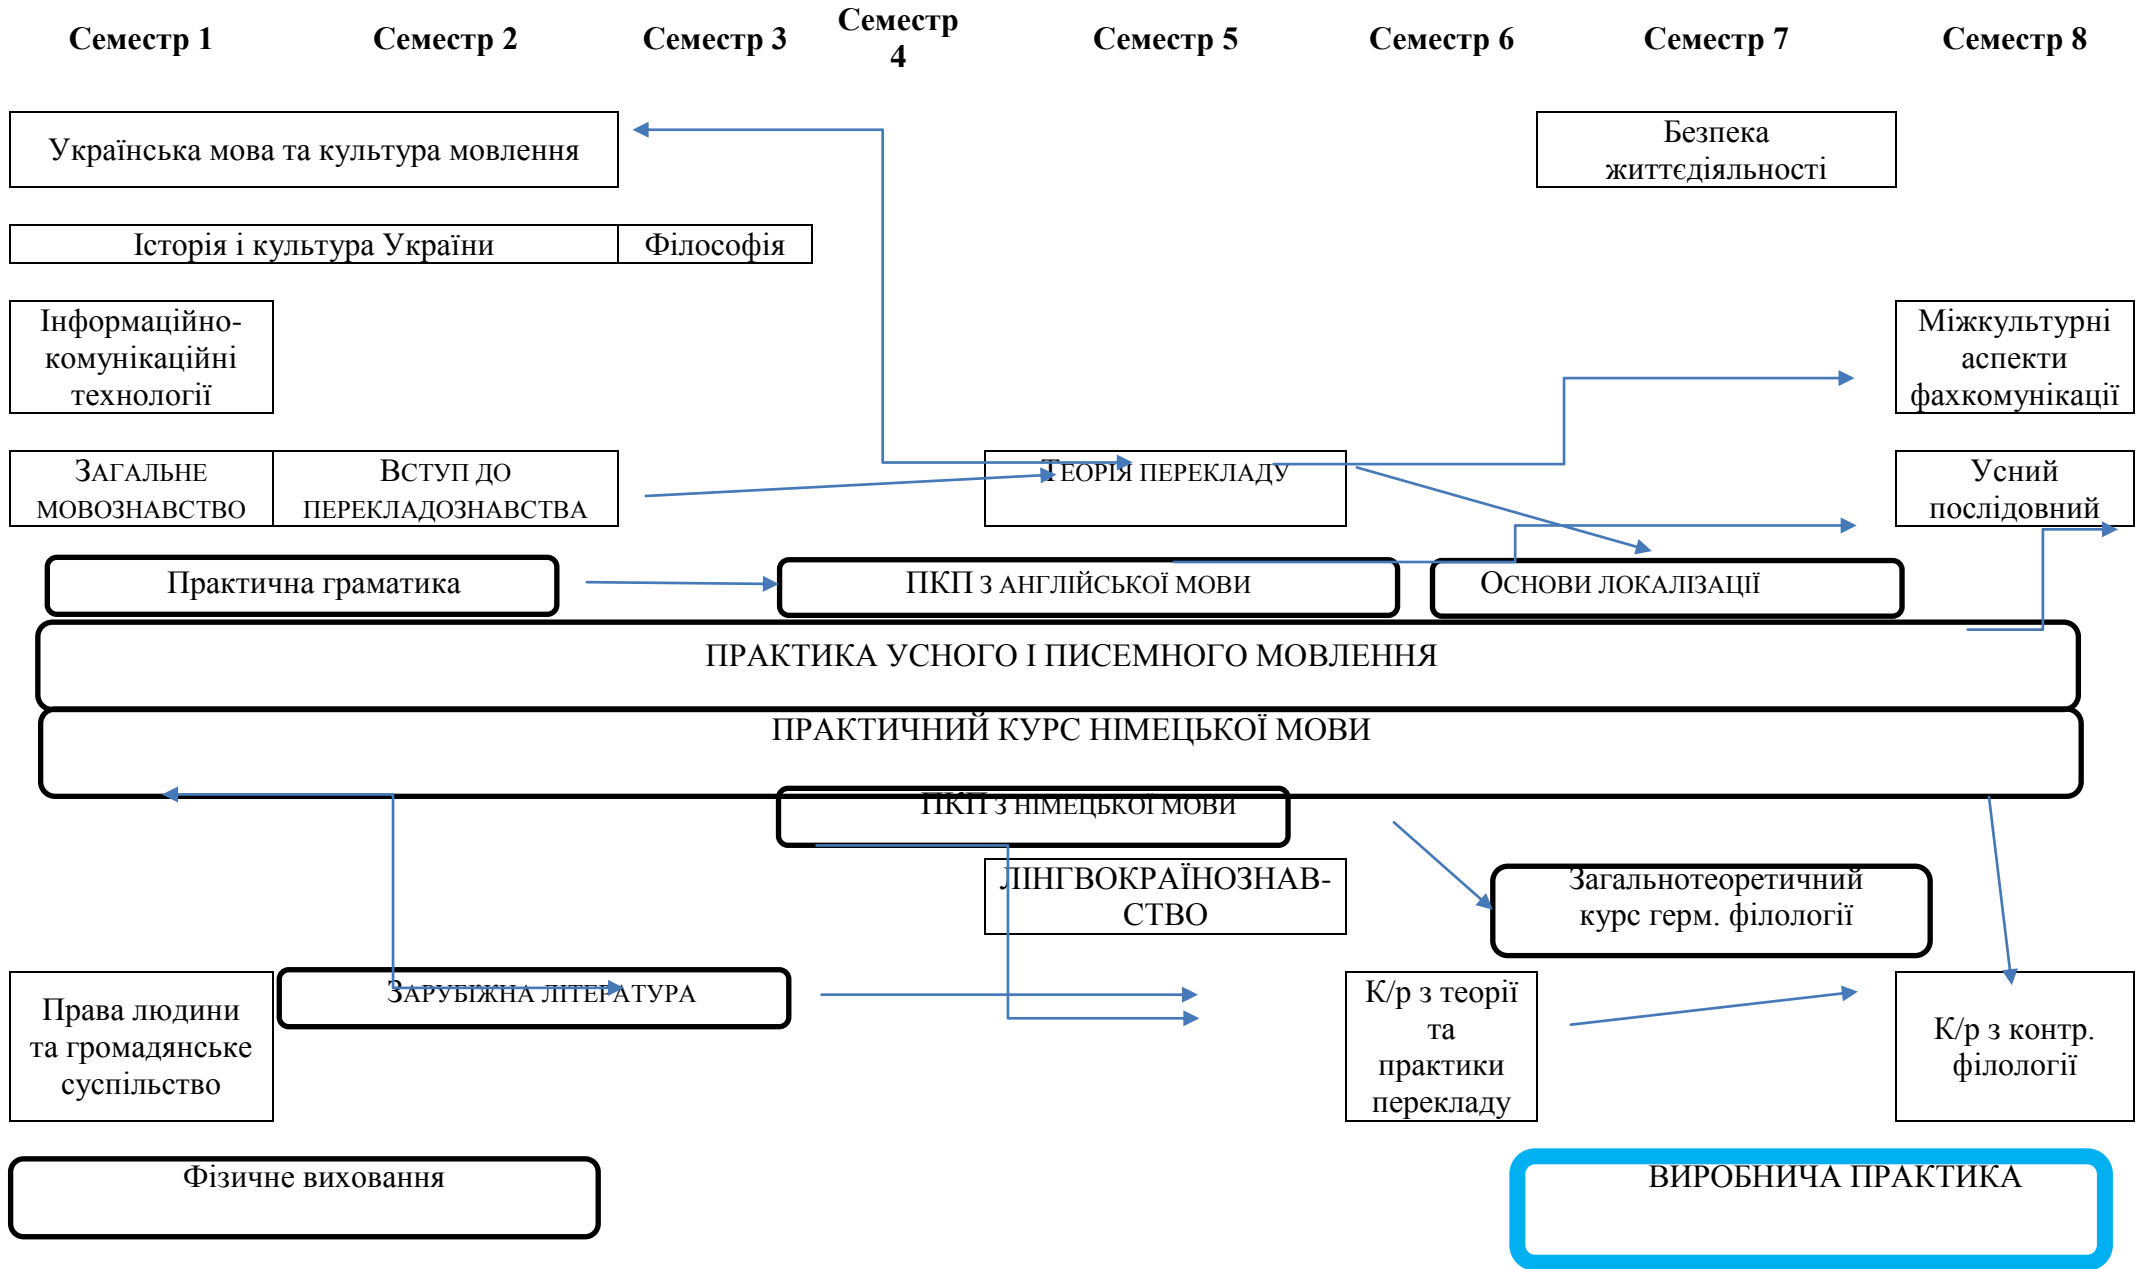 Семестр 1 Семестр 2 Семестр 3 Семестр Семестр 5 Семестр 6 Семестр 7 Семестр 8
4
Українська мова та культура мовлення
Безпека
життєдіяльності
Історія і культура України
Філософія
Інформаційно-
комунікаційні
технології
Міжкультурні
аспекти
фахкомунікації
ЗАГАЛЬНЕ
МОВОЗНАВСТВО
ВСТУП ДО
ПЕРЕКЛАДОЗНАВСТВА
ТЕОРІЯ ПЕРЕКЛАДУ
Усний
послідовний
Практична граматика
ПКП З АНГЛІЙСЬКОЇ МОВИ
ОСНОВИ ЛОКАЛІЗАЦІЇ
ПРАКТИКА УСНОГО І ПИСЕМНОГО МОВЛЕННЯ
ПРАКТИЧНИЙ КУРС НІМЕЦЬКОЇ МОВИ
ПКП З НІМЕЦЬКОЇ МОВИ
ЛІНГВОКРАЇНОЗНАВ-
СТВО
Загальнотеоретичний
курс герм. філології
Права людини
та громадянське
суспільство
ЗАРУБІЖНА ЛІТЕРАТУРА
К/р з теорії
та
практики
перекладу
К/р з контр.
філології
Фізичне виховання
ВИРОБНИЧА ПРАКТИКА